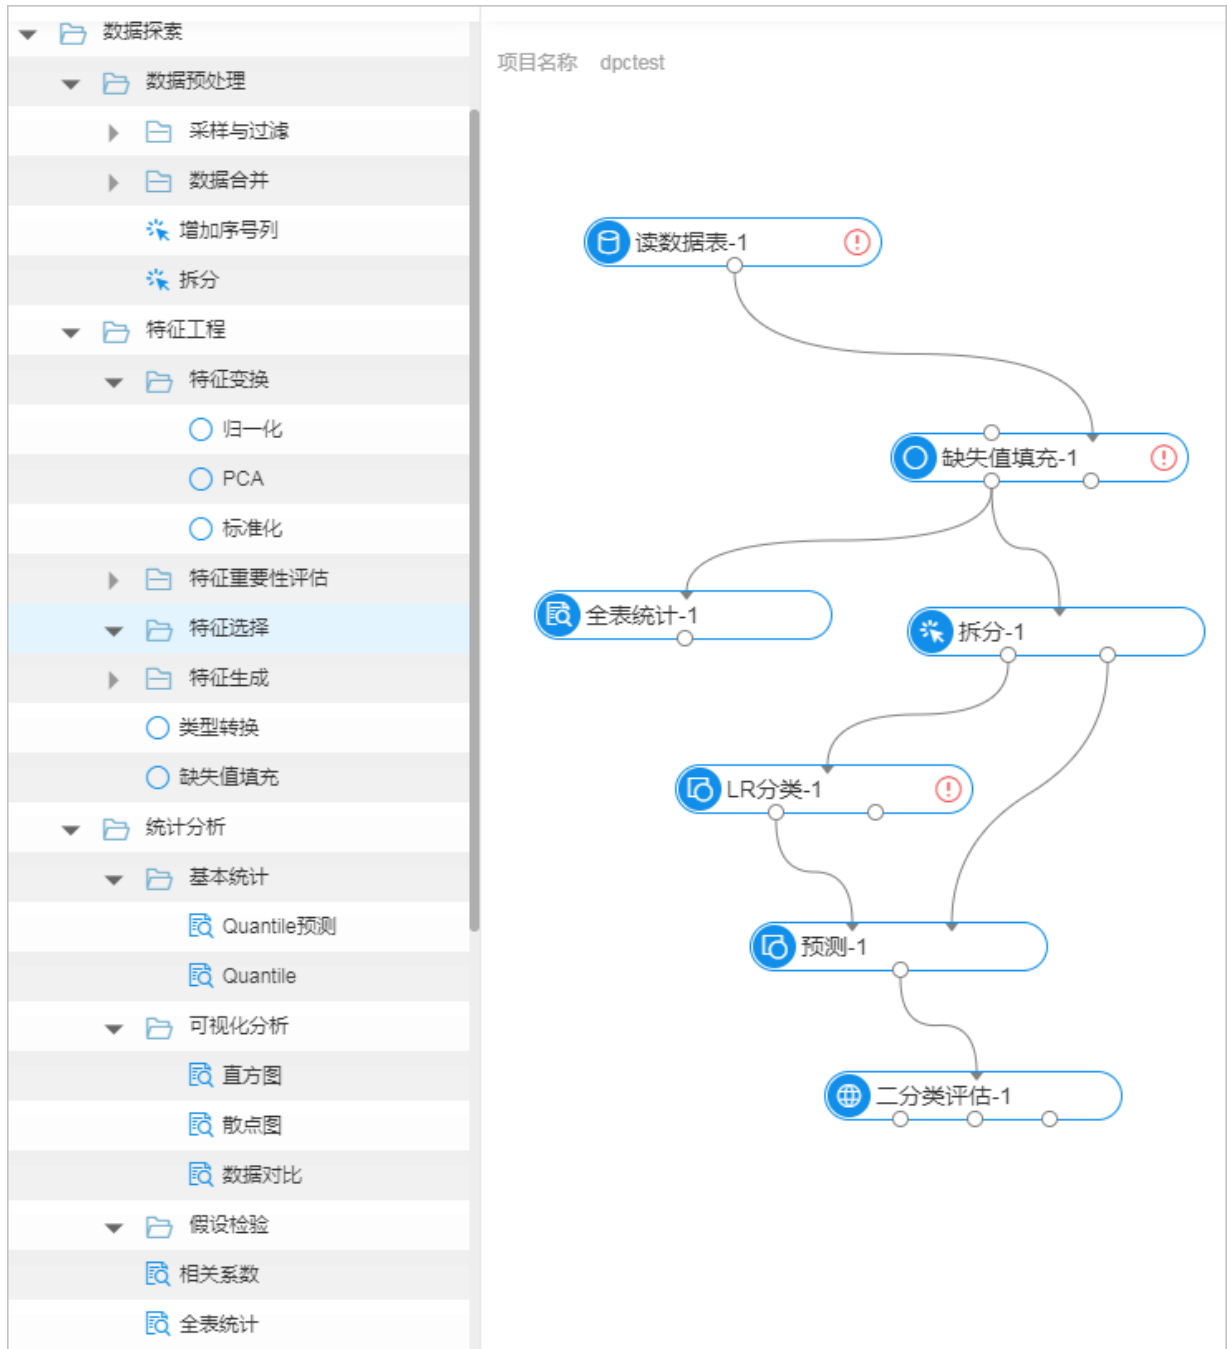 数据探索
数据预处理
采样与过滤
数据合并
增加序号列
拆分
特征工程
特征变换
归一化
PCA
标准化
特征重要性评估
特征选择
特征生成
类型转换
缺失值填充
统计分析
基本统计
Quantile预测
Quantile
可视化分析
直方图
散点图
数据对比
假设检验
相关系数
全表统计
项目名称 dpctest
读数据表-1
缺失值填充-1
全表统计-1
拆分-1
LR分类-1
预测-1
二分类评估-1